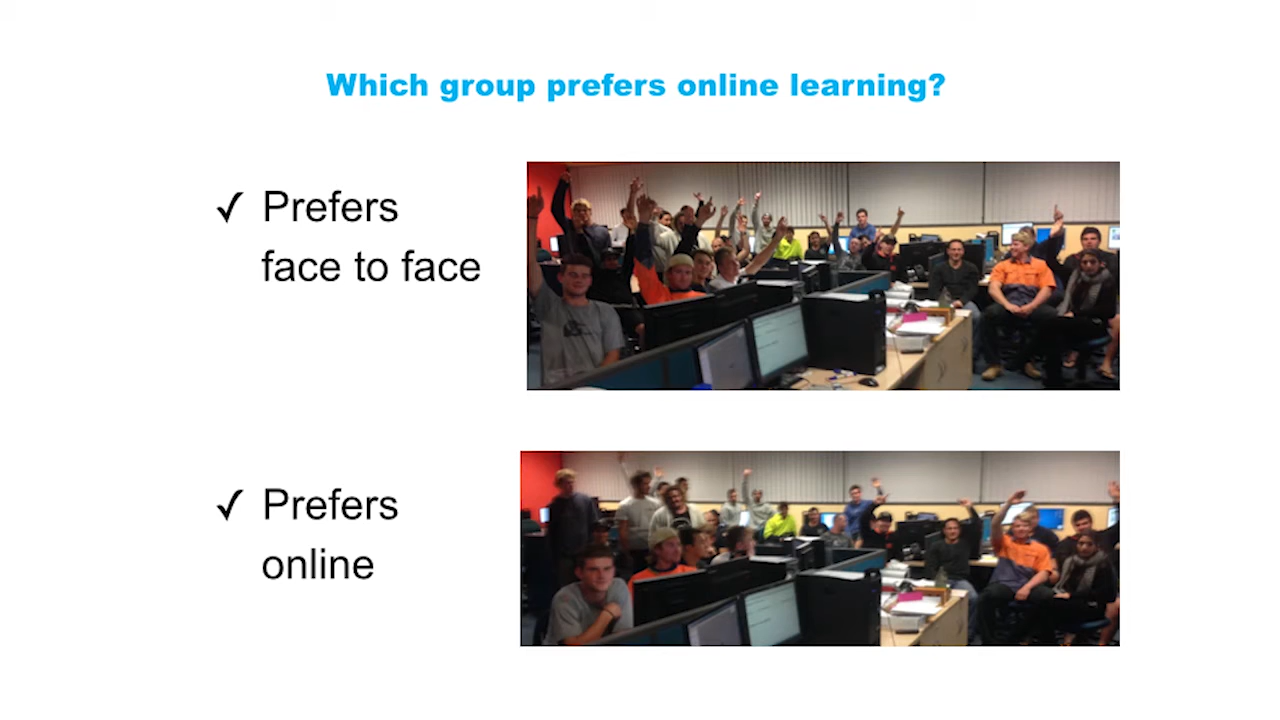 Which group prefers online learning?
✓ Prefers
face to face
✓ Prefers
online